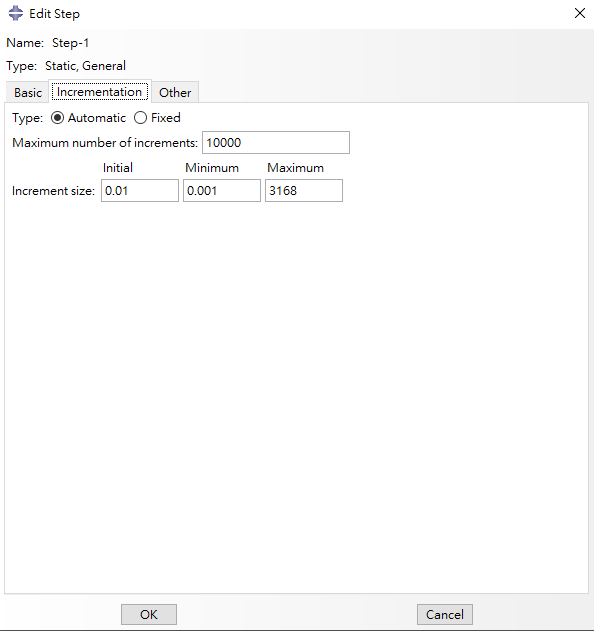 Edit Step
Name: Step-1
Type: Static, General
Basic Incrementation Other
Type: Automatic Fixed
Maximum number of increments: 10000
Initial Minimum Maximum
Increment size: 0.01 0.001 3168
OK Cancel